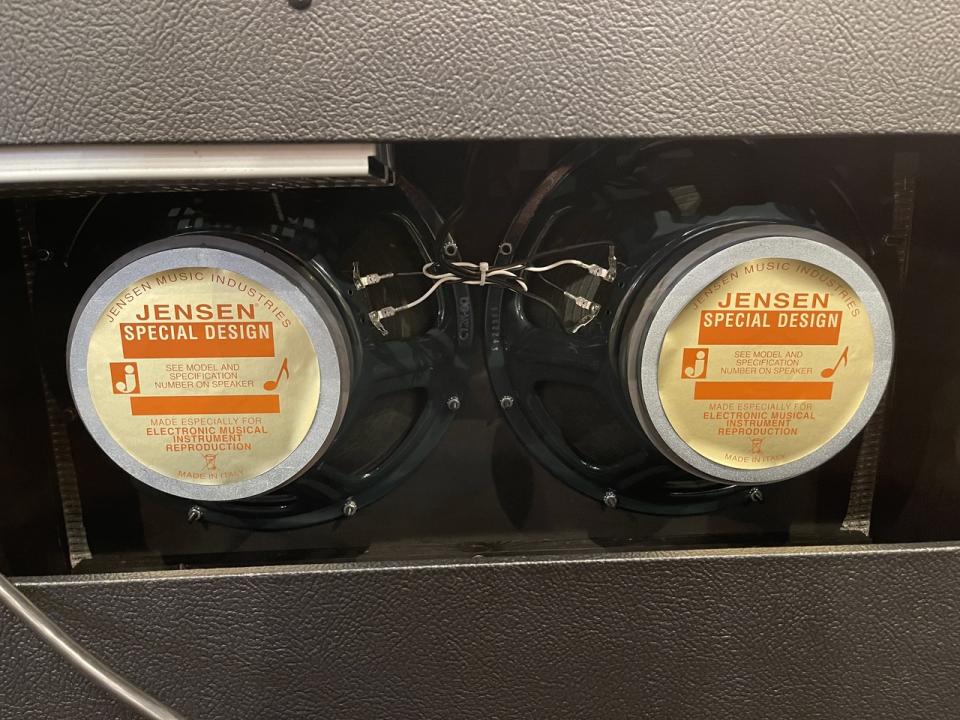 JENSEN MUSIC INDUSTRIES
JENSEN®
SPECIAL DESIGN
j
SEE MODEL AND
SPECIFICATION
NUMBER ON SPEAKER
MADE ESPECIALLY FOR
ELECTRONIC MUSICAL
INSTRUMENT
REPRODUCTION
MADE IN ITALY
JENSEN MUSIC INDUSTRIES
JENSEN
SPECIAL DESIGN
j
SEE MODEL AND
SPECIFICATION
NUMBER ON SPEAKER
MADE ESPECIALLY FOR
ELECTRONIC MUSICAL
INSTRUMENT
REPRODUCTION
MADE IN ITALY